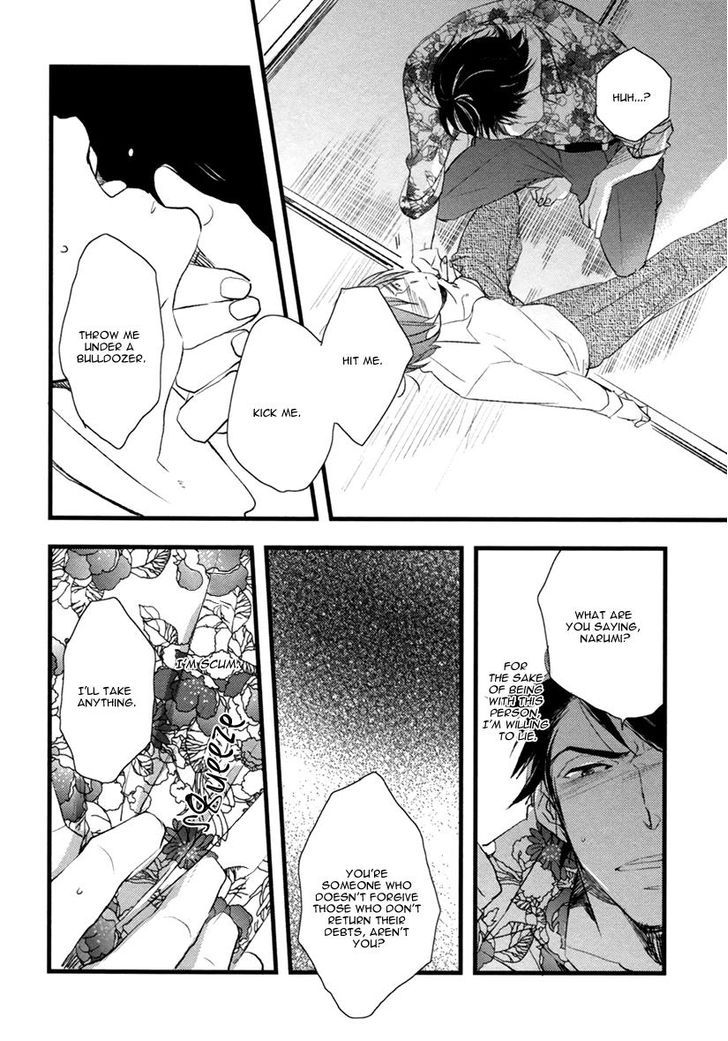 HUH...?
HIT ME.
KICK ME.
THROW ME
UNDER A
BULLDOZER.
WHAT ARE
YOU SAYING,
NARUMI?
FOR
THE SAKE
OF BEING
WITH THIS
PERSON,
I'M WILLING
TO LIE.
YOU'RE
SOMEONE WHO
DOESN'T FORGIVE
THOSE WHO DON'T
RETURN THEIR
DEBTS, AREN'T
YOU?
I'M SCUM.
I'LL TAKE
ANYTHING.
SQUEEZE